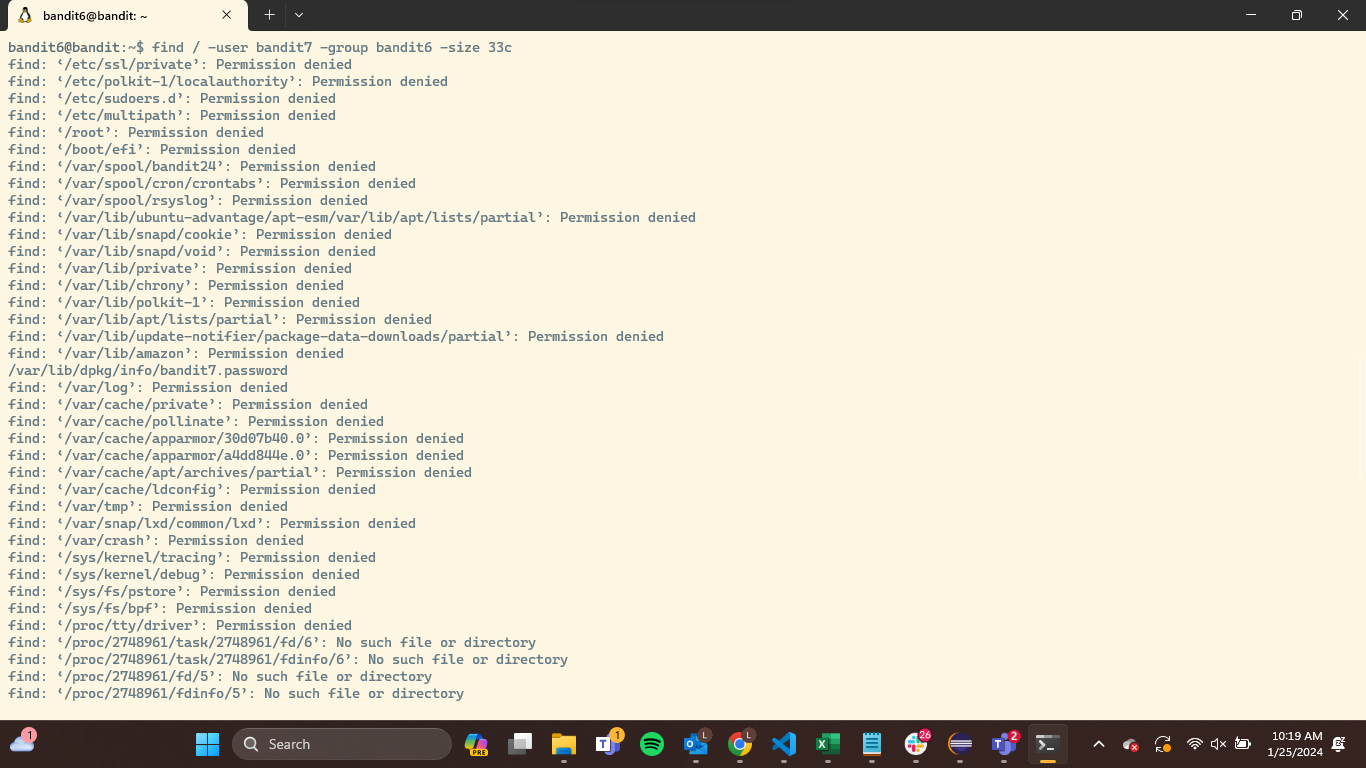 bandit6@bandit: ~
bandit6@bandit:~$ find / -user bandit7 -group bandit6 -size 33c
find: ‘/etc/ssl/private’: Permission denied
find: ‘/etc/polkit-1/localauthority’: Permission denied
find: ‘/etc/sudoers.d’: Permission denied
find: ‘/etc/multipath’: Permission denied
find: ‘/root’: Permission denied
find: ‘/boot/efi’: Permission denied
find: ‘/var/spool/bandit24’: Permission denied
find: ‘/var/spool/cron/crontabs’: Permission denied
find: ‘/var/spool/rsyslog’: Permission denied
find: ‘/var/lib/ubuntu-advantage/apt-esm/var/lib/apt/lists/partial’: Permission denied
find: ‘/var/lib/snapd/cookie’: Permission denied
find: ‘/var/lib/snapd/void’: Permission denied
find: ‘/var/lib/private’: Permission denied
find: ‘/var/lib/chrony’: Permission denied
find: ‘/var/lib/polkit-1’: Permission denied
find: ‘/var/lib/apt/lists/partial’: Permission denied
find: ‘/var/lib/update-notifier/package-data-downloads/partial’: Permission denied
find: ‘/var/lib/amazon’: Permission denied
/var/lib/dpkg/info/bandit7.password
find: ‘/var/log’: Permission denied
find: ‘/var/cache/private’: Permission denied
find: ‘/var/cache/pollinate’: Permission denied
find: ‘/var/cache/apparmor/30d07b40.0’: Permission denied
find: ‘/var/cache/apparmor/a4dd844e.0’: Permission denied
find: ‘/var/cache/apt/archives/partial’: Permission denied
find: ‘/var/cache/ldconfig’: Permission denied
find: ‘/var/tmp’: Permission denied
find: ‘/var/snap/lxd/common/lxd’: Permission denied
find: ‘/var/crash’: Permission denied
find: ‘/sys/kernel/tracing’: Permission denied
find: ‘/sys/kernel/debug’: Permission denied
find: ‘/sys/fs/pstore’: Permission denied
find: ‘/sys/fs/bpf’: Permission denied
find: ‘/proc/tty/driver’: Permission denied
find: ‘/proc/2748961/task/2748961/fd/6’: No such file or directory
find: ‘/proc/2748961/task/2748961/fdinfo/6’: No such file or directory
find: ‘/proc/2748961/fd/5’: No such file or directory
find: ‘/proc/2748961/fdinfo/5’: No such file or directory
1
Search
PRE
1
L
L
26
2
10:19 AM
1/25/2024